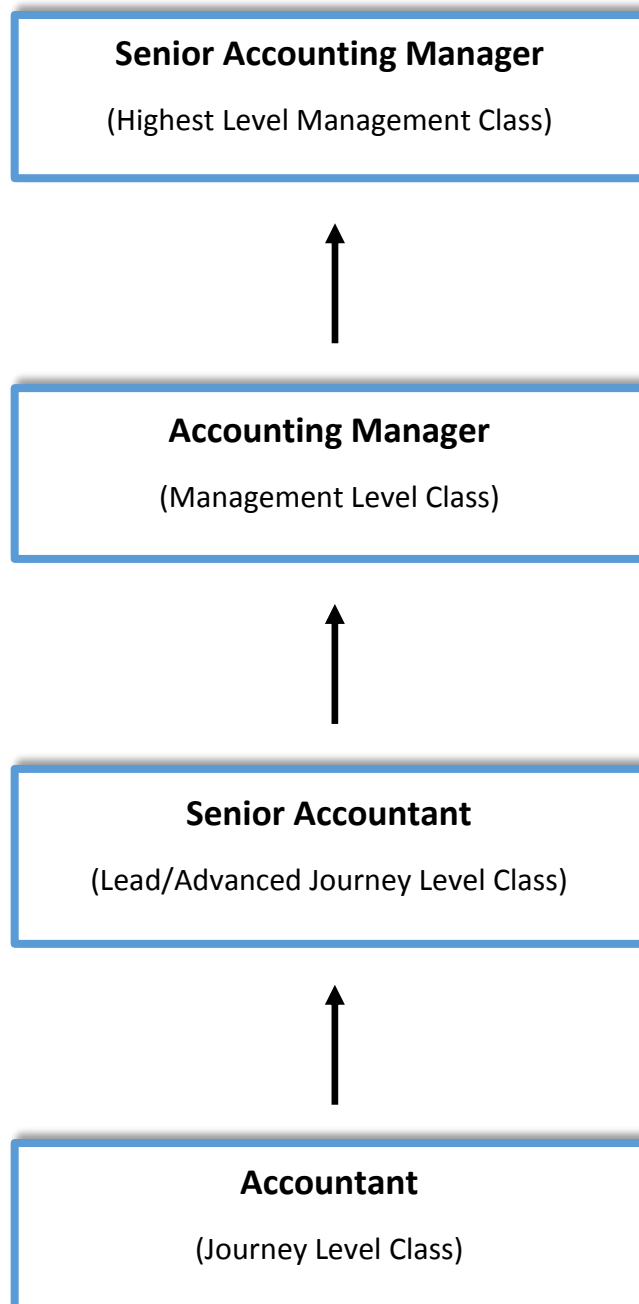 Senior Accounting Manager
(Highest Level Management Class)
Accounting Manager
(Management Level Class)
Senior Accountant
(Lead/Advanced Journey Level Class)
Accountant
(Journey Level Class)